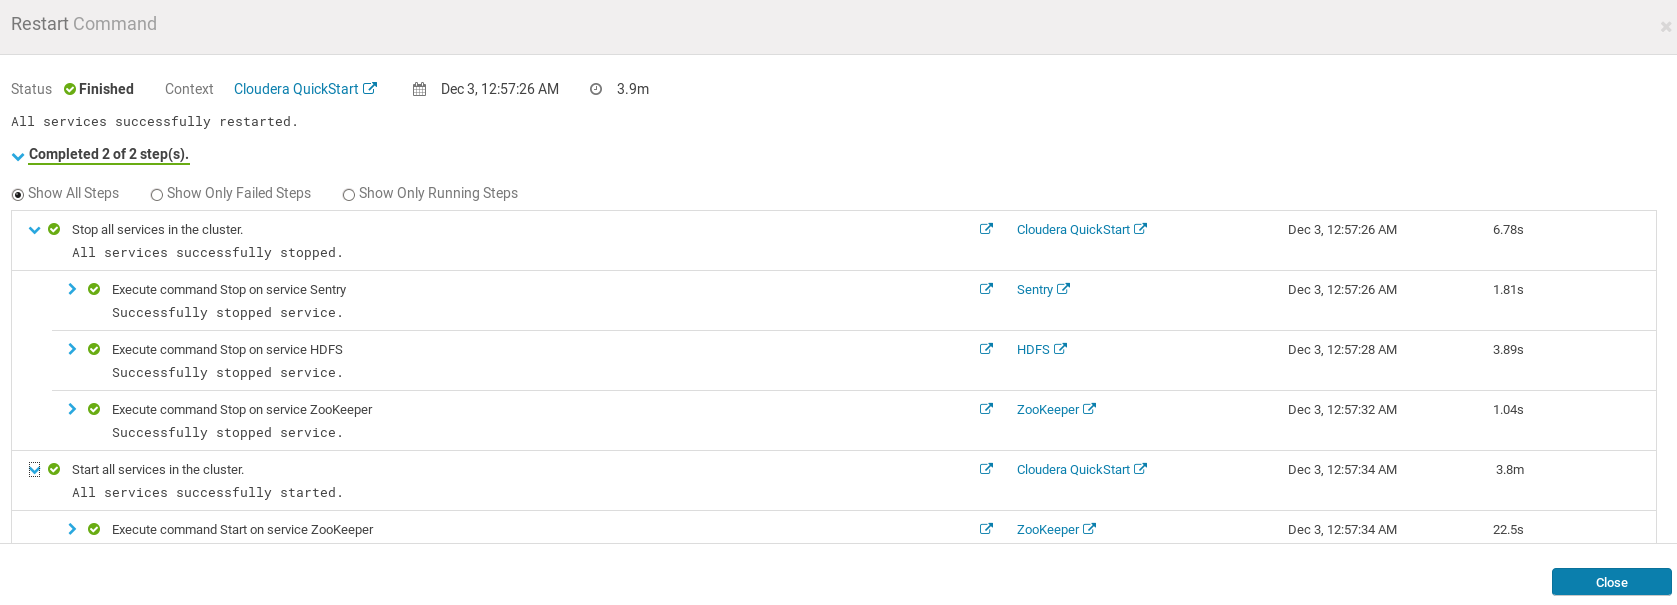 Restart Command
Status Finished Context Cloudera QuickStart Dec 3, 12:57:26 AM 3.9m
All services successfully restarted.
Completed 2 of 2 step(s).
Show All Steps Show Only Failed Steps Show Only Running Steps
Stop all services in the cluster. Cloudera QuickStart Dec 3, 12:57:26 AM 6.78s
All services successfully stopped.
Execute command Stop on service Sentry Sentry Dec 3, 12:57:26 AM 1.81s
Successfully stopped service.
Execute command Stop on service HDFS HDFS Dec 3, 12:57:28 AM 3.89s
Successfully stopped service.
Execute command Stop on service ZooKeeper ZooKeeper Dec 3, 12:57:32 AM 1.04s
Successfully stopped service.
Start all services in the cluster. Cloudera QuickStart Dec 3, 12:57:34 AM 3.8m
All services successfully started.
Execute command Start on service ZooKeeper ZooKeeper Dec 3, 12:57:34 AM 22.5s
Close